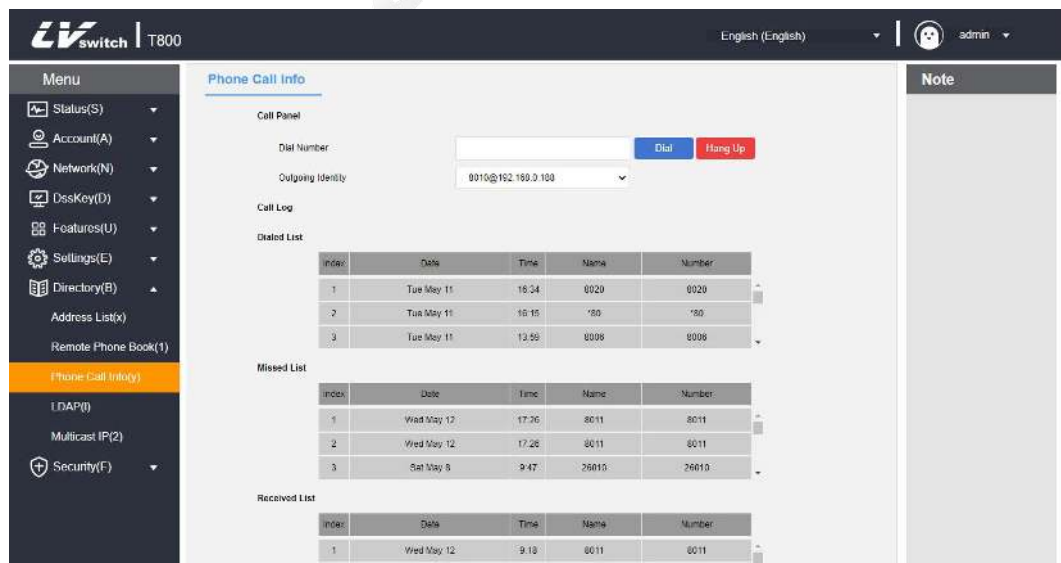 LVswitch | T800 English (English) admin
Menu Phone Call Info Note
Status(S)
Account(A)
Network(N)
DssKey(D)
Features(U)
Settings(E)
Directory(B)
Address List(x)
Remote Phone Book(1)
Phone Call Info(y)
LDAP(l)
Multicast IP(2)
Security(F)
Call Panel
Dial Number Dial Hang Up
Outgoing Identity 8010@192.168.0.188
Call Log
Dialed List
Index Date Time Name Number
1 Tue May 11 16:34 8020 8020
2 Tue May 11 16:15 *80 *80
3 Tue May 11 13:59 8006 8006
Missed List
Index Date Time Name Number
1 Wed May 12 17:26 8011 8011
2 Wed May 12 17:26 8011 8011
3 Sat May 8 9:47 26010 26010
Received List
Index Date Time Name Number
1 Wed May 12 9:18 8011 8011